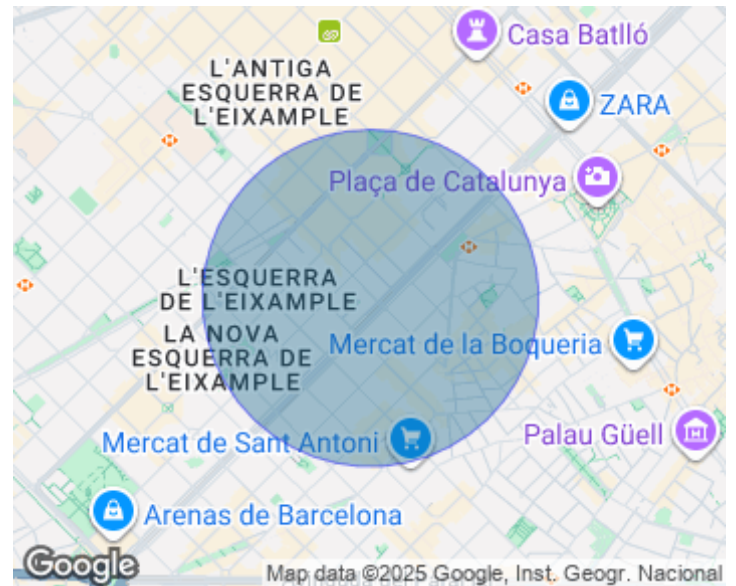 Casa Batlló
L'ANTIGA
ESQUERRA DE
L'EIXAMPLE
ZARA
Plaça de Catalunya
L'ESQUERRA
DE L'EIXAMPLE
LA NOVA
ESQUERRA DE
L'EIXAMPLE
Mercat de la Boqueria
Mercat de Sant Antoni
Palau Güell
Arenas de Barcelona
Google
Map data ©2025 Google, Inst. Geogr. Nacional